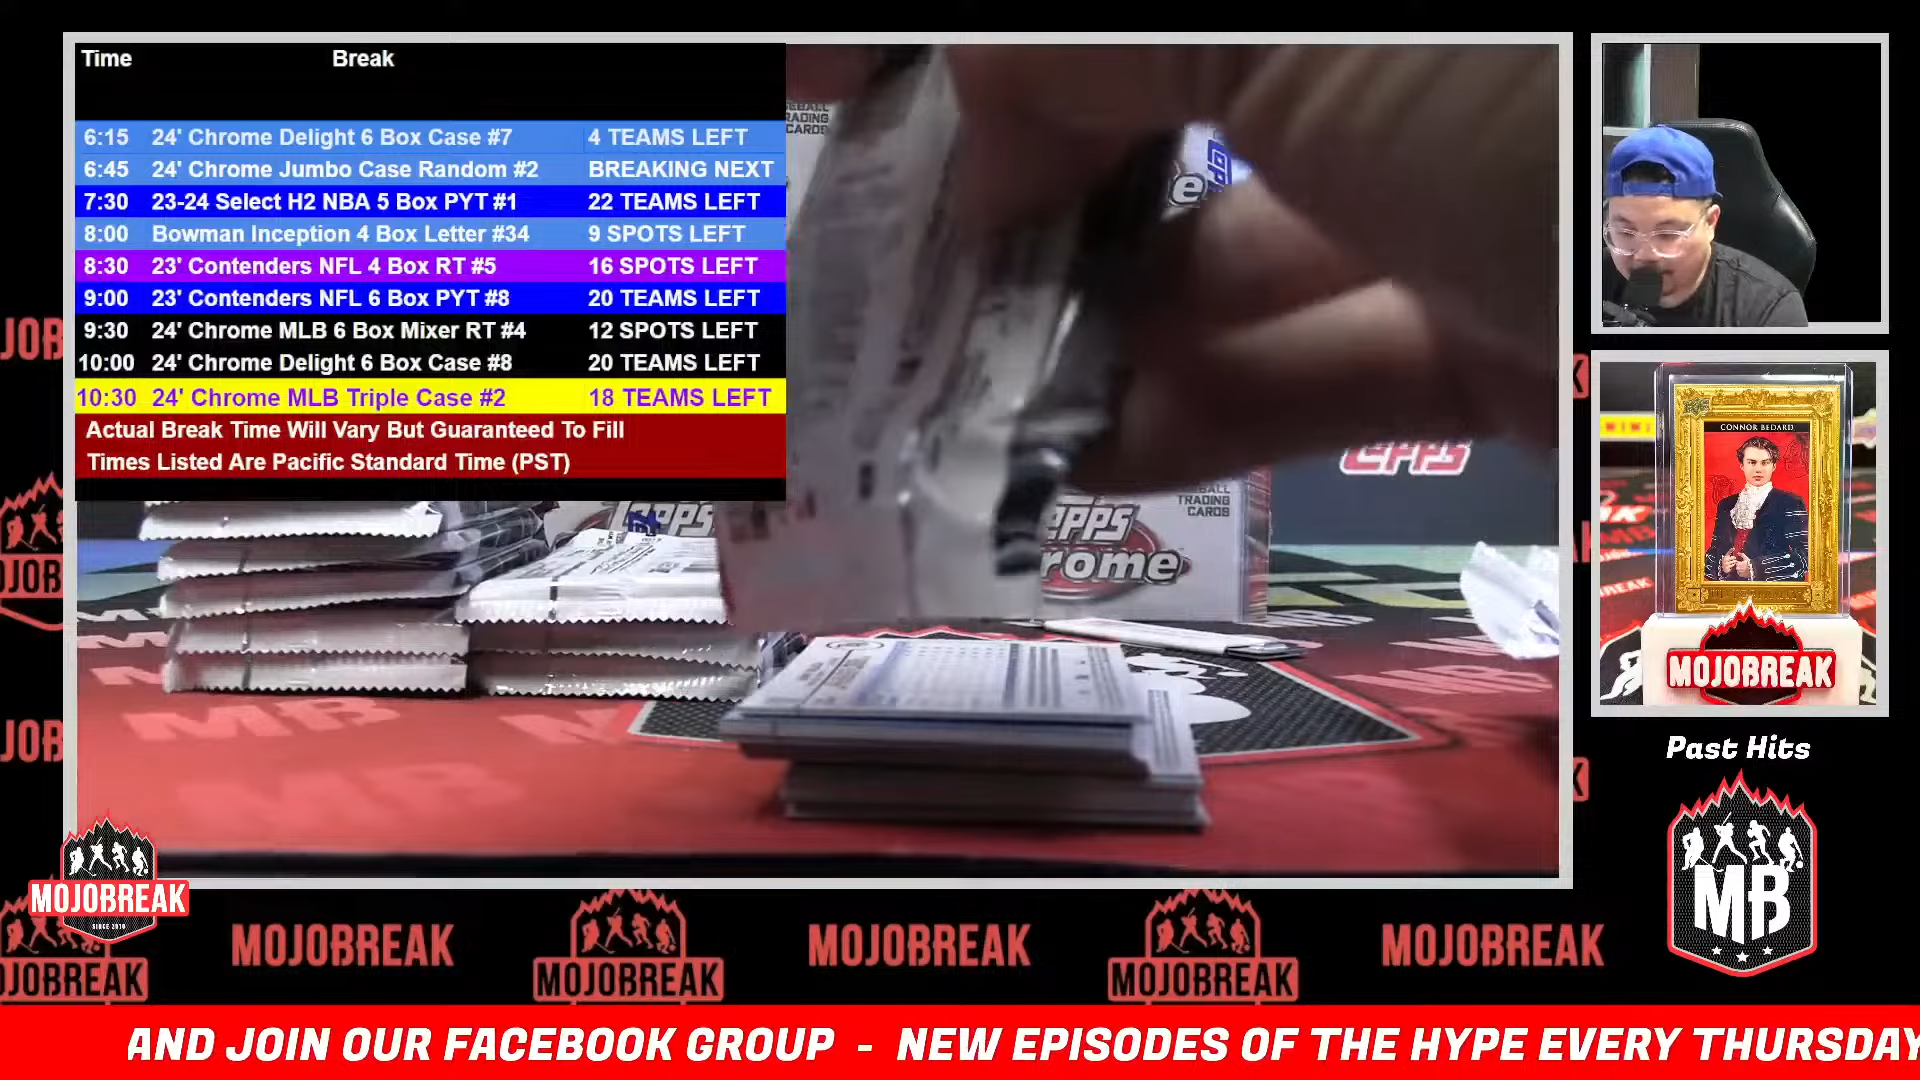 Time Break
6:15 24' Chrome Delight 6 Box Case #7 4 TEAMS LEFT
6:45 24' Chrome Jumbo Case Random #2 BREAKING NEXT
7:30 23-24 Select H2 NBA 5 Box PYT #1 22 TEAMS LEFT
8:00 Bowman Inception 4 Box Letter #34 9 SPOTS LEFT
8:30 23' Contenders NFL 4 Box RT #5 16 SPOTS LEFT
9:00 23' Contenders NFL 6 Box PYT #8 20 TEAMS LEFT
9:30 24' Chrome MLB 6 Box Mixer RT #4 12 SPOTS LEFT
10:00 24' Chrome Delight 6 Box Case #8 20 TEAMS LEFT
10:30 24' Chrome MLB Triple Case #2 18 TEAMS LEFT
Actual Break Time Will Vary But Guaranteed To Fill
Times Listed Are Pacific Standard Time (PST)
TRADING
CARDS
TRADING
CARDS
CONNOR BEDARD
MOJOBREAK
Past Hits
MB
MOJOBREAK
SINCE 2010
MOJOBREAK MOJOBREAK MOJOBREAK
MOJOBREAK MOJOBREAK
AND JOIN OUR FACEBOOK GROUP - NEW EPISODES OF THE HYPE EVERY THURSDAY